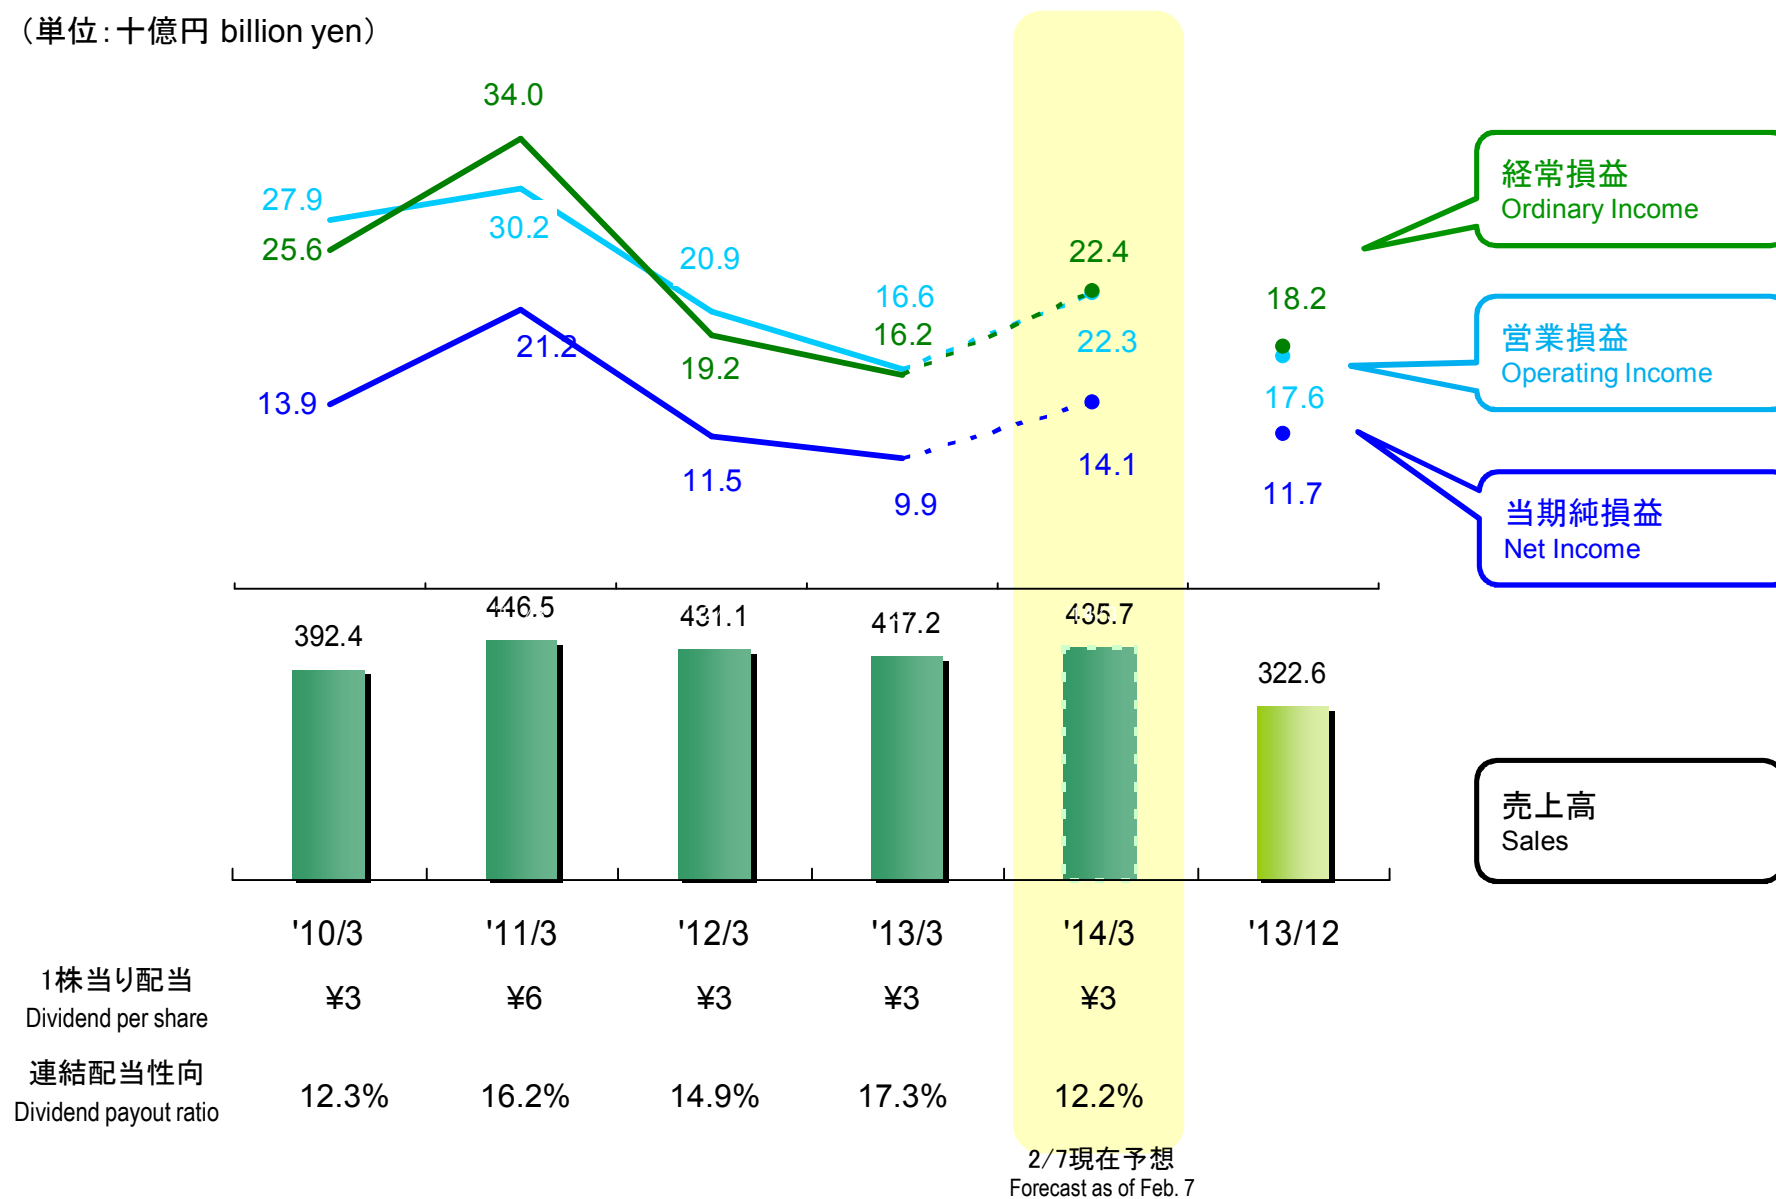 （単位：十億円 billion yen）
34.0
27.9
25.6
30.2
20.9
22.4
16.6
18.2
16.2
22.3
21.2
19.2
13.9
17.6
14.1
11.5
9.9
11.7
経常損益
Ordinary Income
営業損益
Operating Income
当期純損益
Net Income
392.4 446.5 431.1 417.2 435.7 322.6
売上高
Sales
'10/3 '11/3 '12/3 '13/3 '14/3 '13/12
1株当り配当
Dividend per share
¥3 ¥6 ¥3 ¥3 ¥3
連結配当性向
Dividend payout ratio
12.3% 16.2% 14.9% 17.3% 12.2%
2/7現在予想
Forecast as of Feb. 7